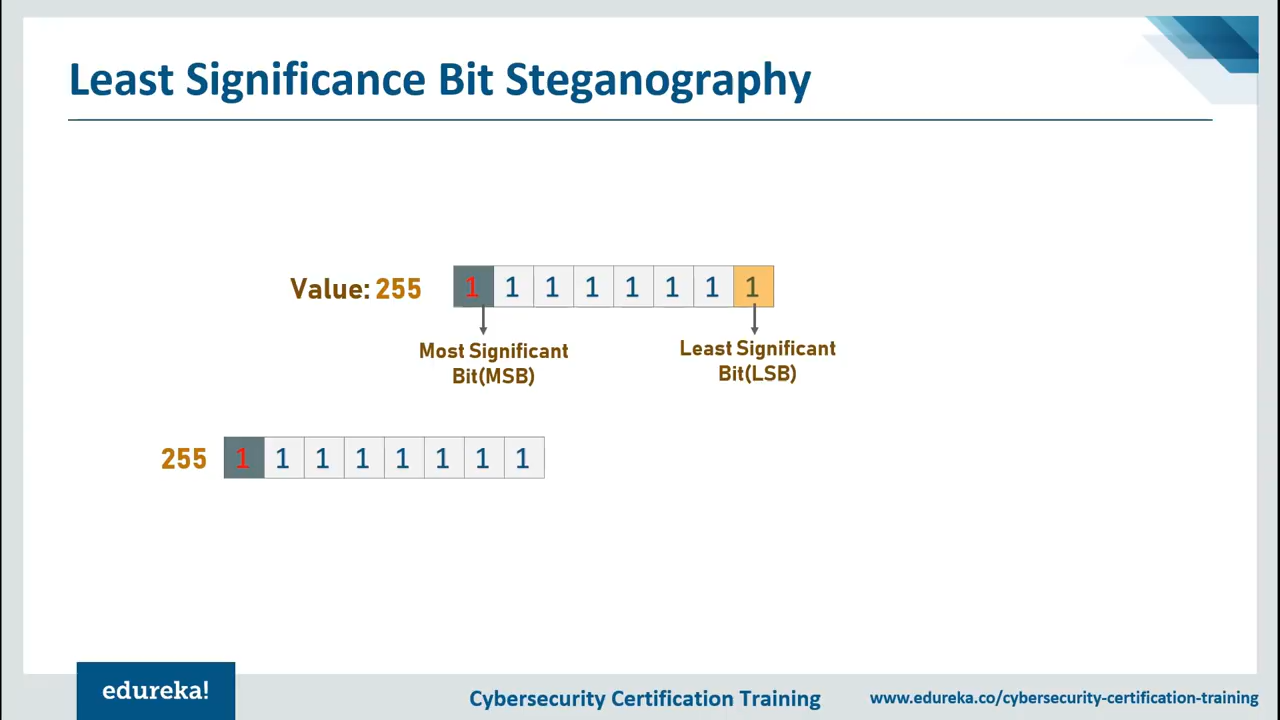 Least Significance Bit Steganography
Value: 255 1 1 1 1 1 1 1 1
Most Significant
Bit(MSB)
Least Significant
Bit(LSB)
255 1 1 1 1 1 1 1 1
edureka!
Cybersecurity Certification Training
www.edureka.co/cybersecurity-certification-training